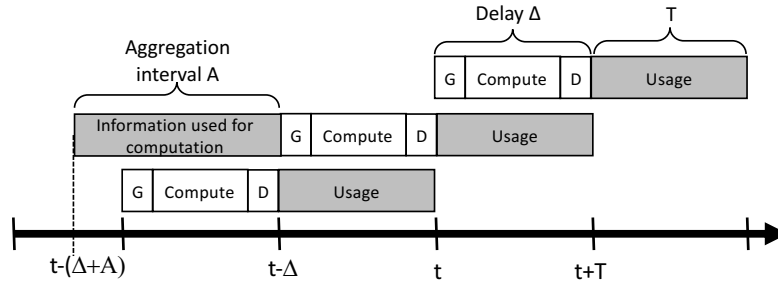 Delay Δ
T
Aggregation
interval A
G Compute D Usage
Information used for
computation
G Compute D Usage
G Compute D Usage
t-(Δ+A) t-Δ t t+T